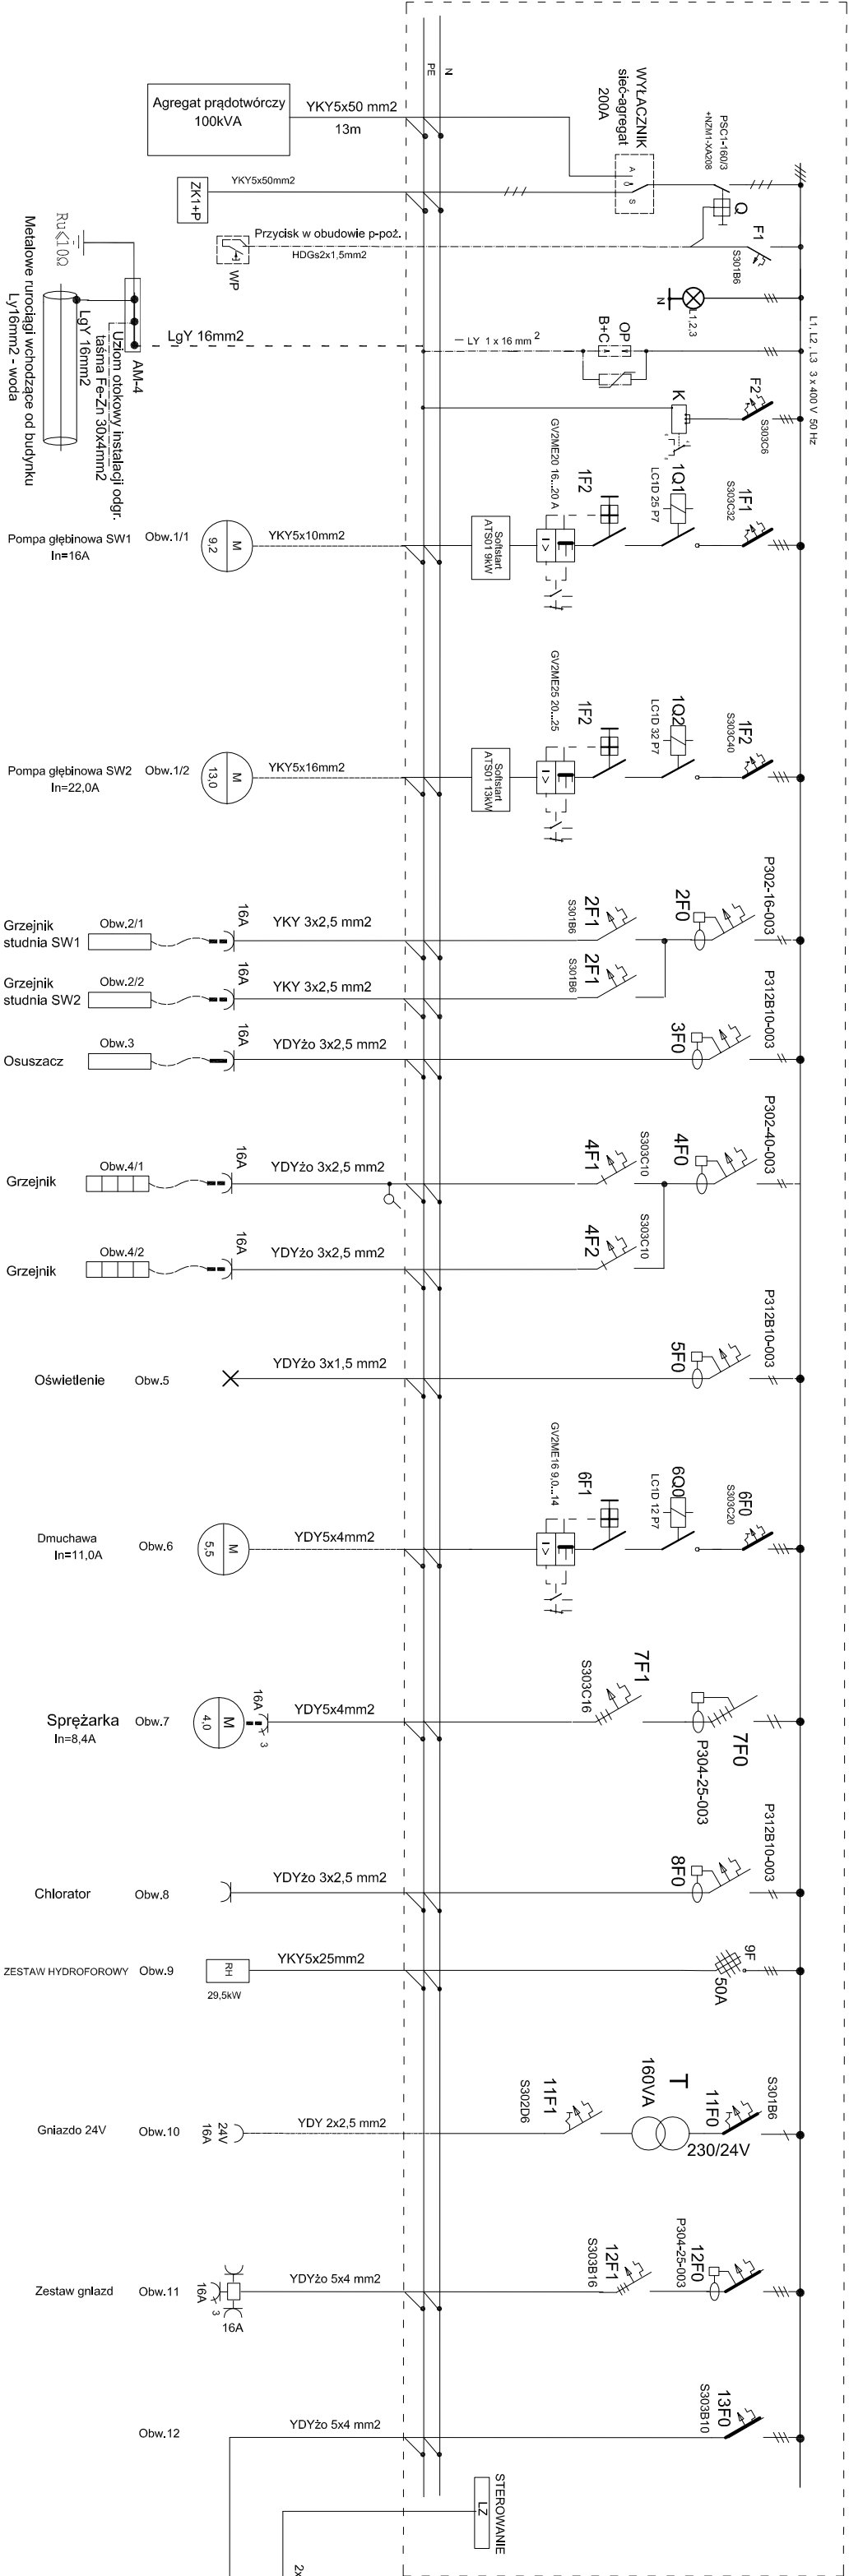 PE
N
Agregat prądotwórczy
100kVA
YKY5x50 mm2
13m
WYŁACZNIK
sieć-agregat
200A
A
S
PSC1-160/3
+NZM1-XA208
Q
ZK1+P
YKY5x50mm2
Przycisk w obudowie p-poż.
HDGs2x1,5mm2
WP
F1
S301B6
L1, L2 , L3 3 x 400 V 50 Hz
Ru<10Ω
N
L1,2,3
LgY 16mm2
AM-4
LgY 16mm2
Uziom otokowy instalacji odgr.
taśma Fe-Zn 30x4mm2
Metalowe rurociągi wchodzące od budynku
Ly16mm2 - woda
LY 1 x 16 mm 2
OP
B+C
K
F2
S303C6
Pompa głębinowa SW1
In=16A
Obw.1/1
M
9,2
YKY5x10mm2
Softstart
ATS01 9kW
GV2ME20 16...20 A
I >
1F2
1Q1
LC1D 25 P7
1F1
S303C32
Pompa głębinowa SW2
In=22,0A
Obw.1/2
M
13,0
YKY5x16mm2
Softstart
ATS01 13kW
GV2ME25 20...25
I >
1F2
1Q2
LC1D 32 P7
1F2
S303C40
Grzejnik
studnia SW1
Obw.2/1
16A
YKY 3x2,5 mm2
2F1
S301B6
2F0
P302-16-003
Grzejnik
studnia SW2
Obw.2/2
16A
YKY 3x2,5 mm2
2F1
S301B6
Osuszacz
Obw.3
16A
YDYżo 3x2,5 mm2
3F0
P312B10-003
Grzejnik
Obw.4/1
16A
YDYżo 3x2,5 mm2
4F1
S303C10
4F0
P302-40-003
Grzejnik
Obw.4/2
16A
YDYżo 3x2,5 mm2
4F2
S303C10
Oświetlenie
Obw.5
YDYżo 3x1,5 mm2
5F0
P312B10-003
Dmuchawa
In=11,0A
Obw.6
M
5,5
YDY5x4mm2
GV2ME16 9,0...14
I >
6F1
6Q0
LC1D 12 P7
6F0
S303C20
Sprężarka
In=8,4A
Obw.7
M
4,0
16A
3
YDY5x4mm2
7F1
S303C16
7F0
P304-25-003
Chlorator
Obw.8
YDYżo 3x2,5 mm2
8F0
P312B10-003
ZESTAW HYDROFOROWY
Obw.9
RH
29,5kW
YKY5x25mm2
9F
50A
Gniazdo 24V
Obw.10
24V
16A
YDY 2x2,5 mm2
11F1
S302D6
T
160VA
230/24V
11F0
S301B6
Zestaw gniazd
Obw.11
16A
3
16A
YDYżo 5x4 mm2
12F1
S303B16
12F0
P304-25-003
Obw.12
YDYżo 5x4 mm2
13F0
S303B10
STEROWANIE
LZ
2x